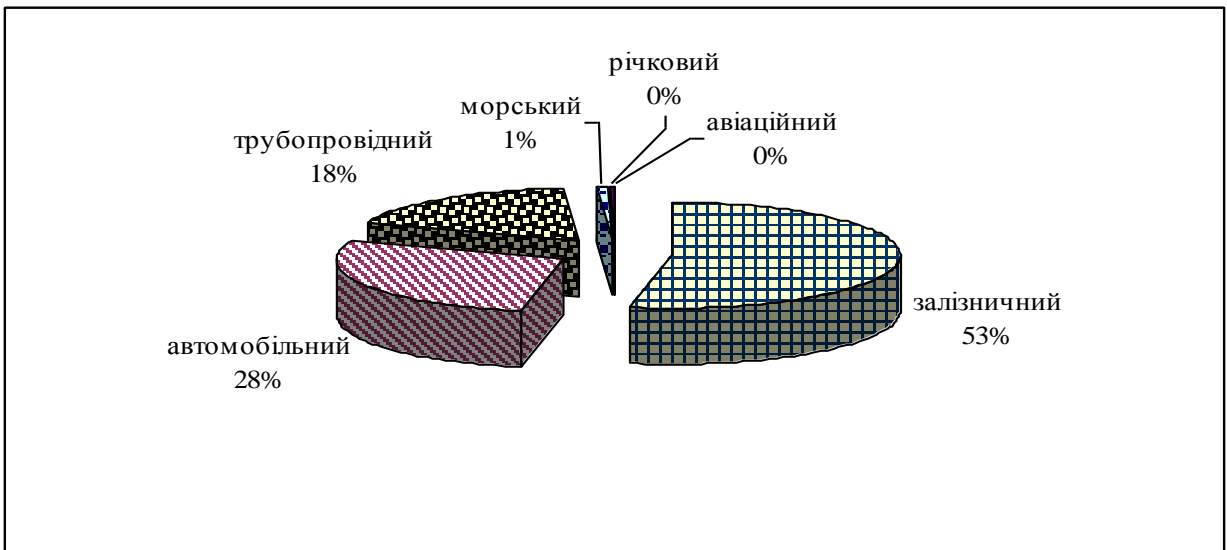 річковий
0%
морський
1%
авіаційний
0%
трубопровідний
18%
залізничний
53%
автомобільний
28%